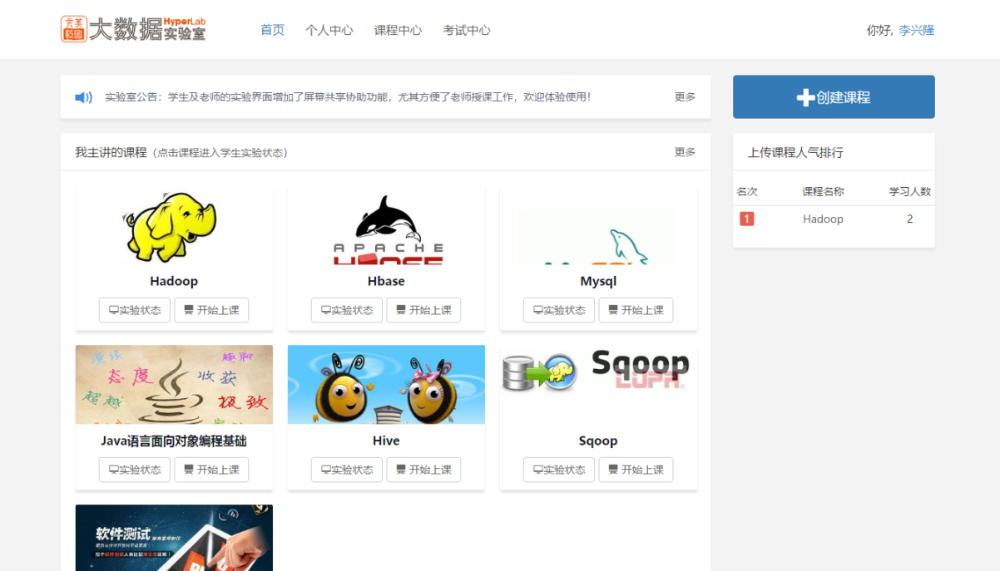 完美校园 大数据 HyperLab 实验室
首页 个人中心 课程中心 考试中心
你好, 李兴隆
实验室公告：学生及老师的实验界面增加了屏幕共享协助功能，尤其方便了老师授课工作，欢迎体验使用！ 更多
创建课程
我主讲的课程（点击课程进入学生实验状态） 更多
上传课程人气排行
名次 课程名称 学习人数
1 Hadoop 2
APACHE
HBASE
Hadoop Hbase Mysql
实验状态 开始上课 实验状态 开始上课 实验状态 开始上课
漫谈 趣聊
态度 收获
超越 极致
Sqoop
LUPA
Java语言面向对象编程基础 Hive Sqoop
实验状态 开始上课 实验状态 开始上课 实验状态 开始上课
软件测试